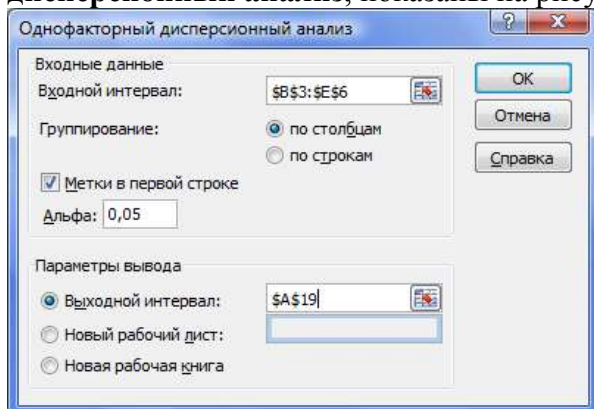 дисперсионный анализ, показаны на рису
Однофакторный дисперсионный анализ
Входные данные
Входной интервал: $B$3:$E$6
Группирование: по столбцам
по строкам
Метки в первой строке
Альфа: 0,05
Параметры вывода
Выходной интервал: $A$19
Новый рабочий лист:
Новая рабочая книга
OK
Отмена
Справка